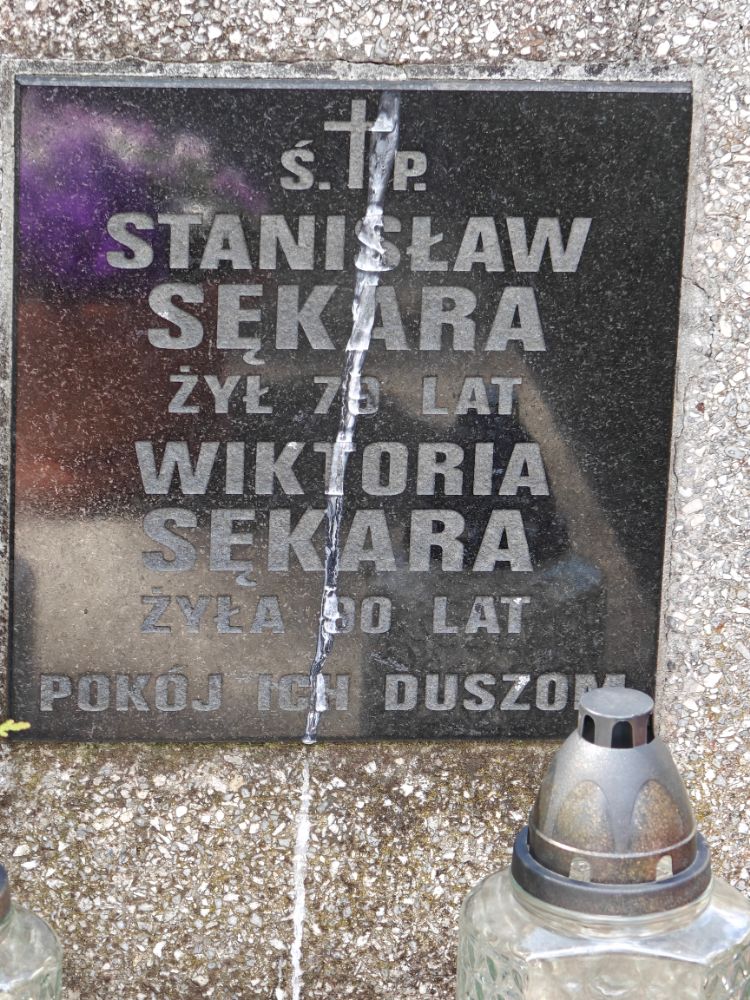 Ś. P.
STANISŁAW
SĘKARA
ŻYŁ 70 LAT
WIKTORIA
SĘKARA
ŻYŁA 90 LAT
POKÓJ ICH DUSZOM